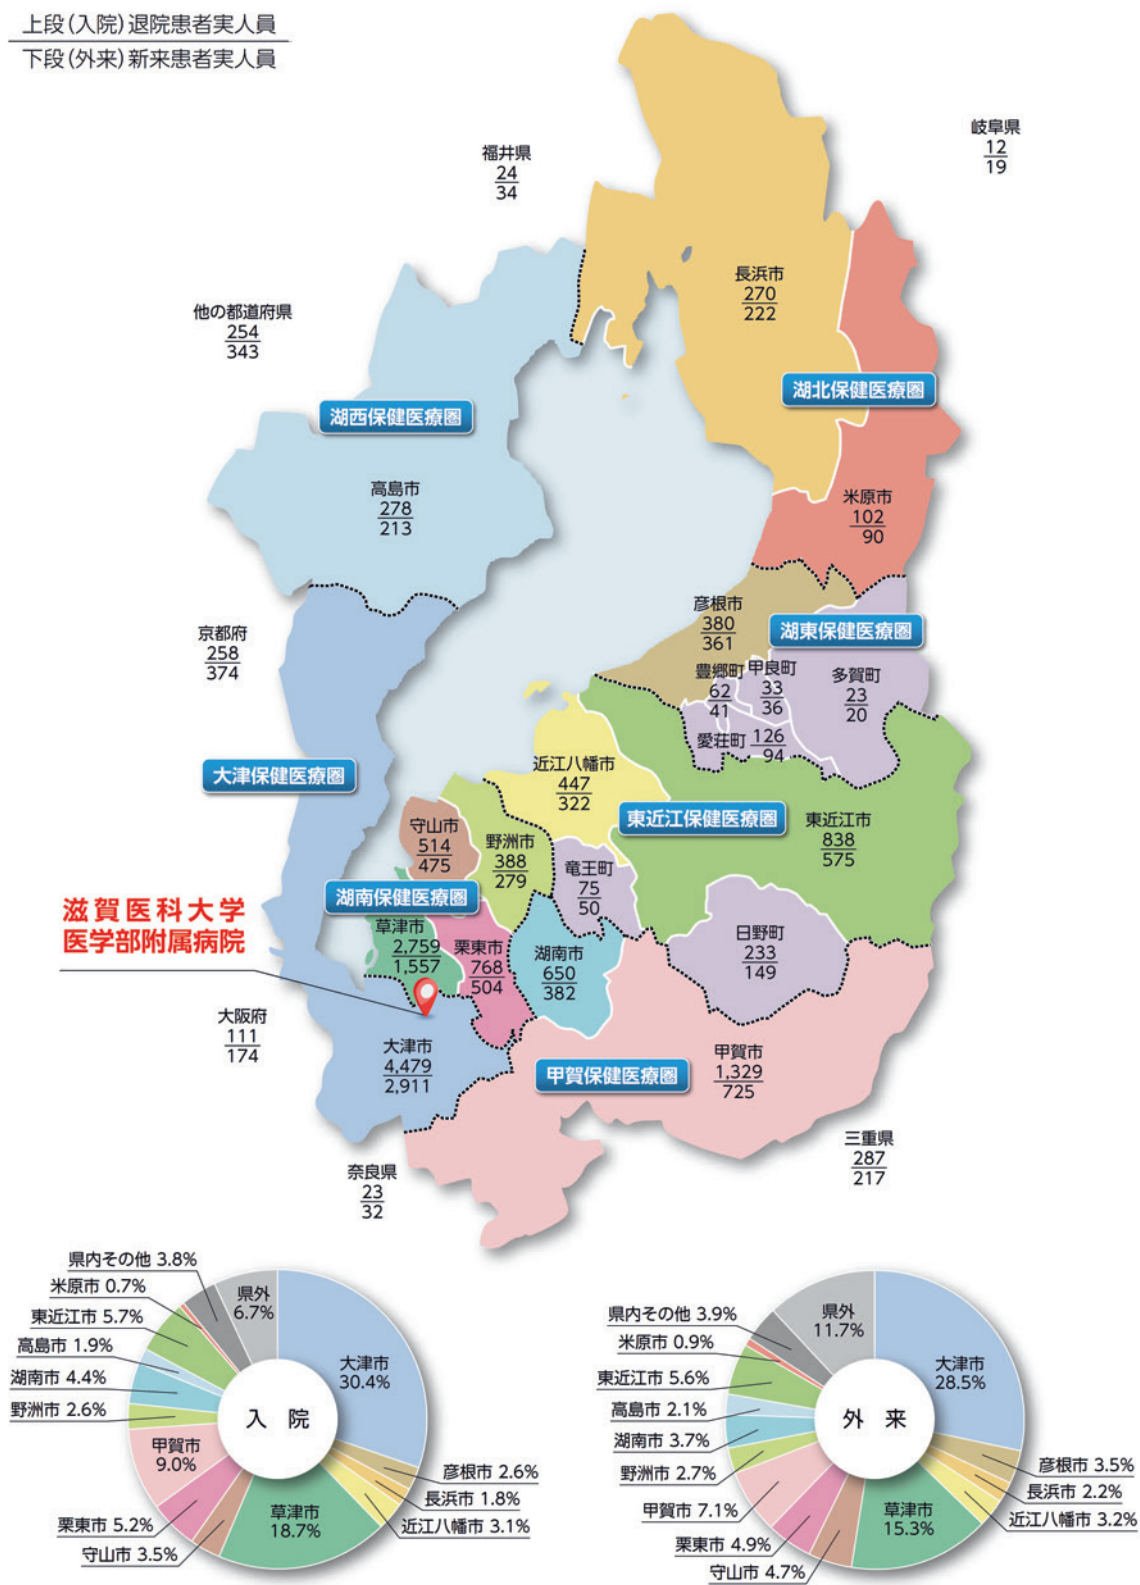 上段(入院)退院患者実人員
下段(外来)新来患者実人員
岐阜県
12
19
福井県
24
34
長浜市
270
222
他の都道府県
254
343
湖北保健医療圏
湖西保健医療圏
高島市
278
213
米原市
102
90
彦根市
380
361
京都府
258
374
湖東保健医療圏
豊郷町
62
41
甲良町
33
36
多賀町
23
20
愛荘町
126
94
近江八幡市
447
322
大津保健医療圏
東近江保健医療圏
東近江市
838
575
守山市
514
475
野洲市
388
279
竜王町
75
50
湖南保健医療圏
滋賀医科大学
医学部附属病院
草津市
2,759
1,557
栗東市
768
504
湖南市
650
382
日野町
233
149
大阪府
111
174
大津市
4,479
2,911
甲賀保健医療圏
甲賀市
1,329
725
三重県
287
217
奈良県
23
32
県内その他 3.8%
米原市 0.7%
東近江市 5.7%
高島市 1.9%
湖南市 4.4%
野洲市 2.6%
甲賀市
9.0%
栗東市 5.2%
守山市 3.5%
県外
6.7%
大津市
30.4%
入 院
彦根市 2.6%
長浜市 1.8%
近江八幡市 3.1%
草津市
18.7%
県内その他 3.9%
米原市 0.9%
東近江市 5.6%
高島市 2.1%
湖南市 3.7%
野洲市 2.7%
甲賀市 7.1%
栗東市 4.9%
守山市 4.7%
県外
11.7%
大津市
28.5%
外 来
彦根市 3.5%
長浜市 2.2%
近江八幡市 3.2%
草津市
15.3%